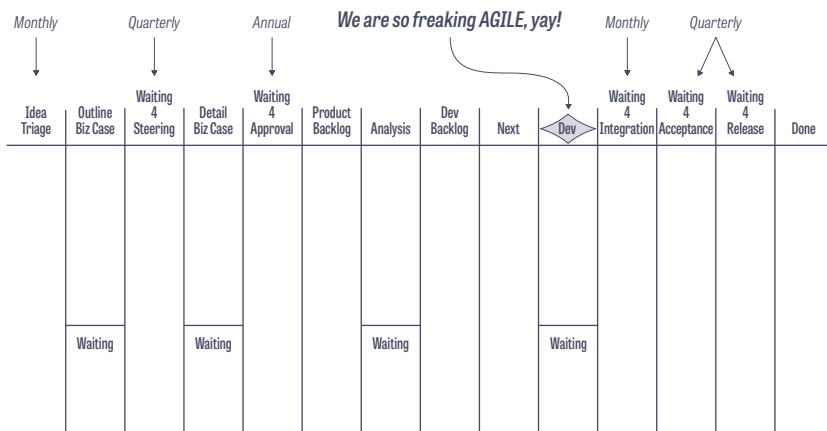 We are so freaking AGILE, yay!
Monthly
Quarterly
Annual
Monthly
Quarterly
Idea
Triage
Outline
Biz Case
Waiting
4
Steering
Detail
Biz Case
Waiting
4
Approval
Product
Backlog
Analysis
Dev
Backlog
Next
Dev
Waiting
4
Integration
Waiting
4
Acceptance
Waiting
4
Release
Done
Waiting
Waiting
Waiting
Waiting